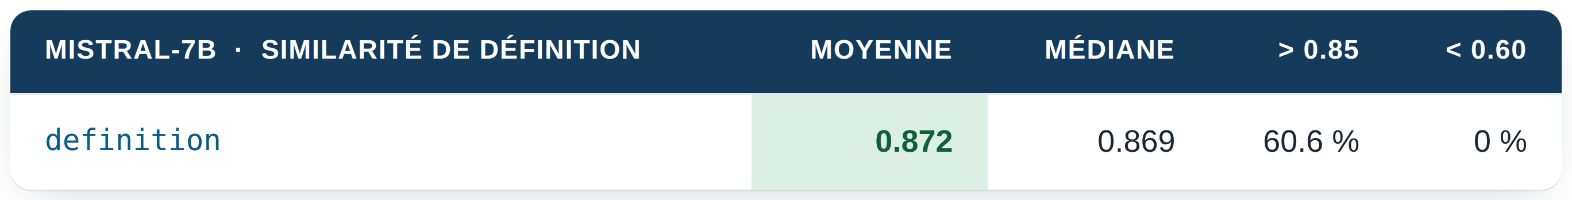 MISTRAL-7B · SIMILARITÉ DE DÉFINITION MOYENNE MÉDIANE > 0.85 < 0.60
definition 0.872 0.869 60.6 % 0 %